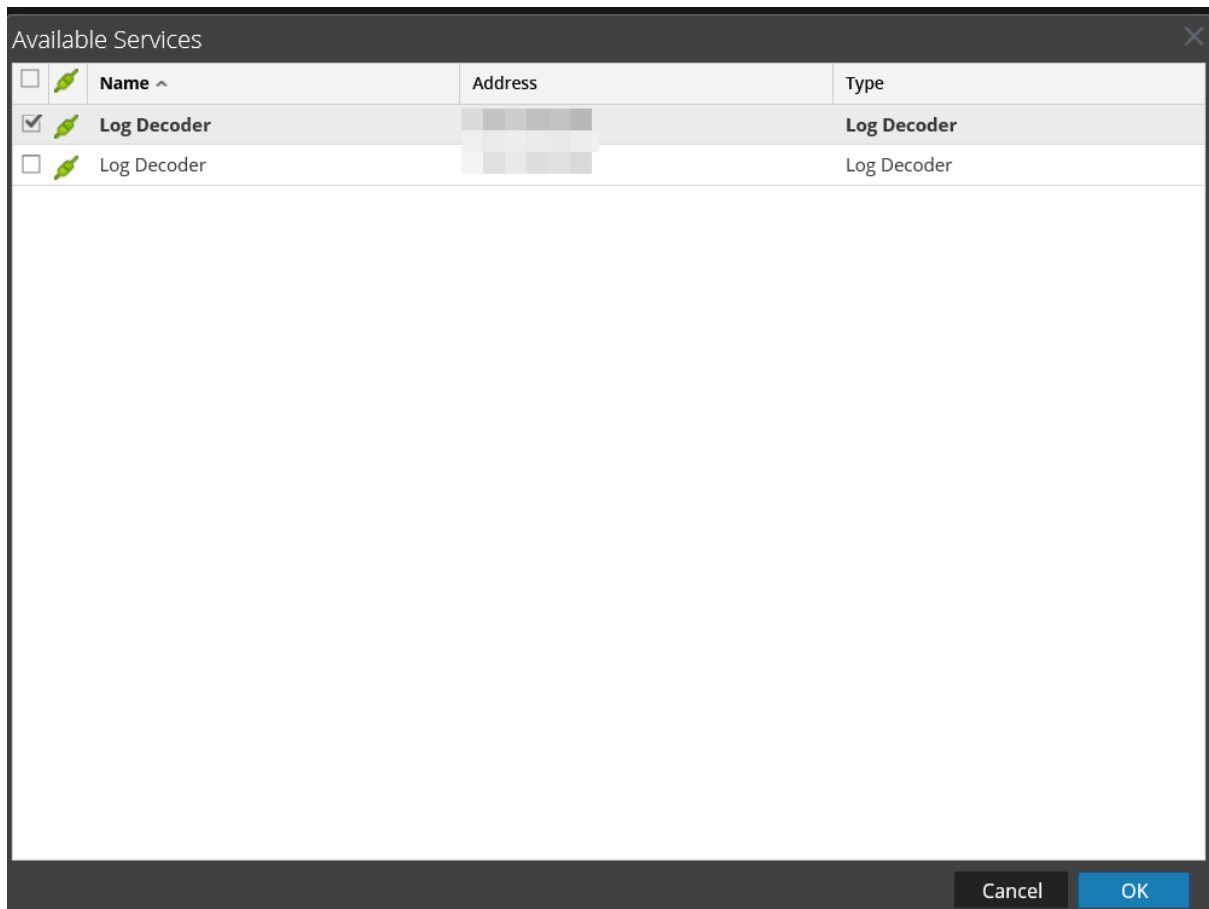 Available Services
Name Address Type
Log Decoder Log Decoder
Log Decoder Log Decoder
Cancel OK